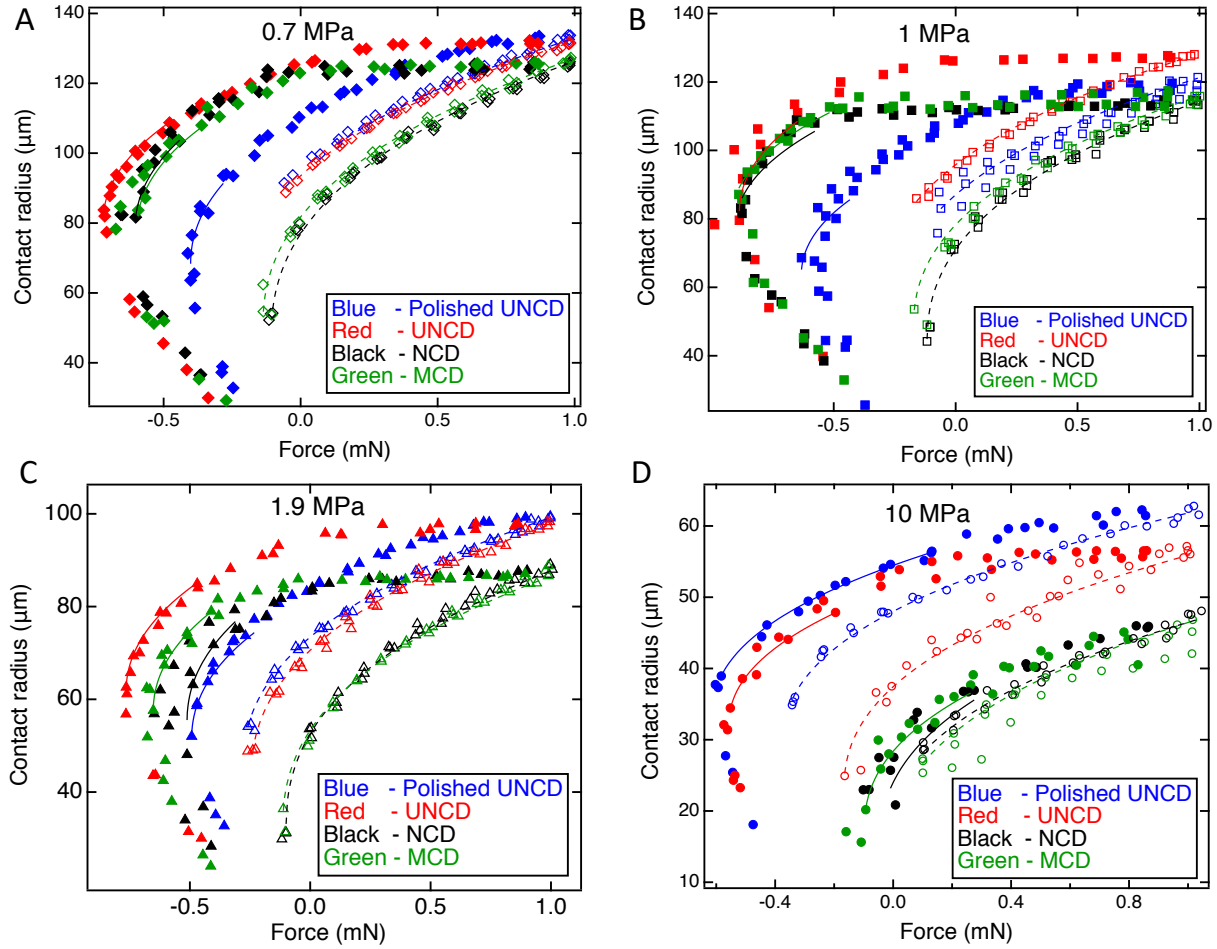 A
0.7 MPa
140
120
100
80
60
40
Contact radius (µm)
Blue - Polished UNCD
Red - UNCD
Black - NCD
Green - MCD
-0.5 0.0 0.5 1.0
Force (mN)
B
1 MPa
140
120
100
80
60
40
Contact radius (µm)
Blue - Polished UNCD
Red - UNCD
Black - NCD
Green - MCD
-0.5 0.0 0.5 1.0
Force (mN)
C
1.9 MPa
100
80
60
40
Contact radius (µm)
Blue - Polished UNCD
Red - UNCD
Black - NCD
Green - MCD
-0.5 0.0 0.5 1.0
Force (mN)
D
10 MPa
60
50
40
30
20
10
Contact radius (µm)
Blue - Polished UNCD
Red - UNCD
Black - NCD
Green - MCD
-0.4 0.0 0.4 0.8
Force (mN)